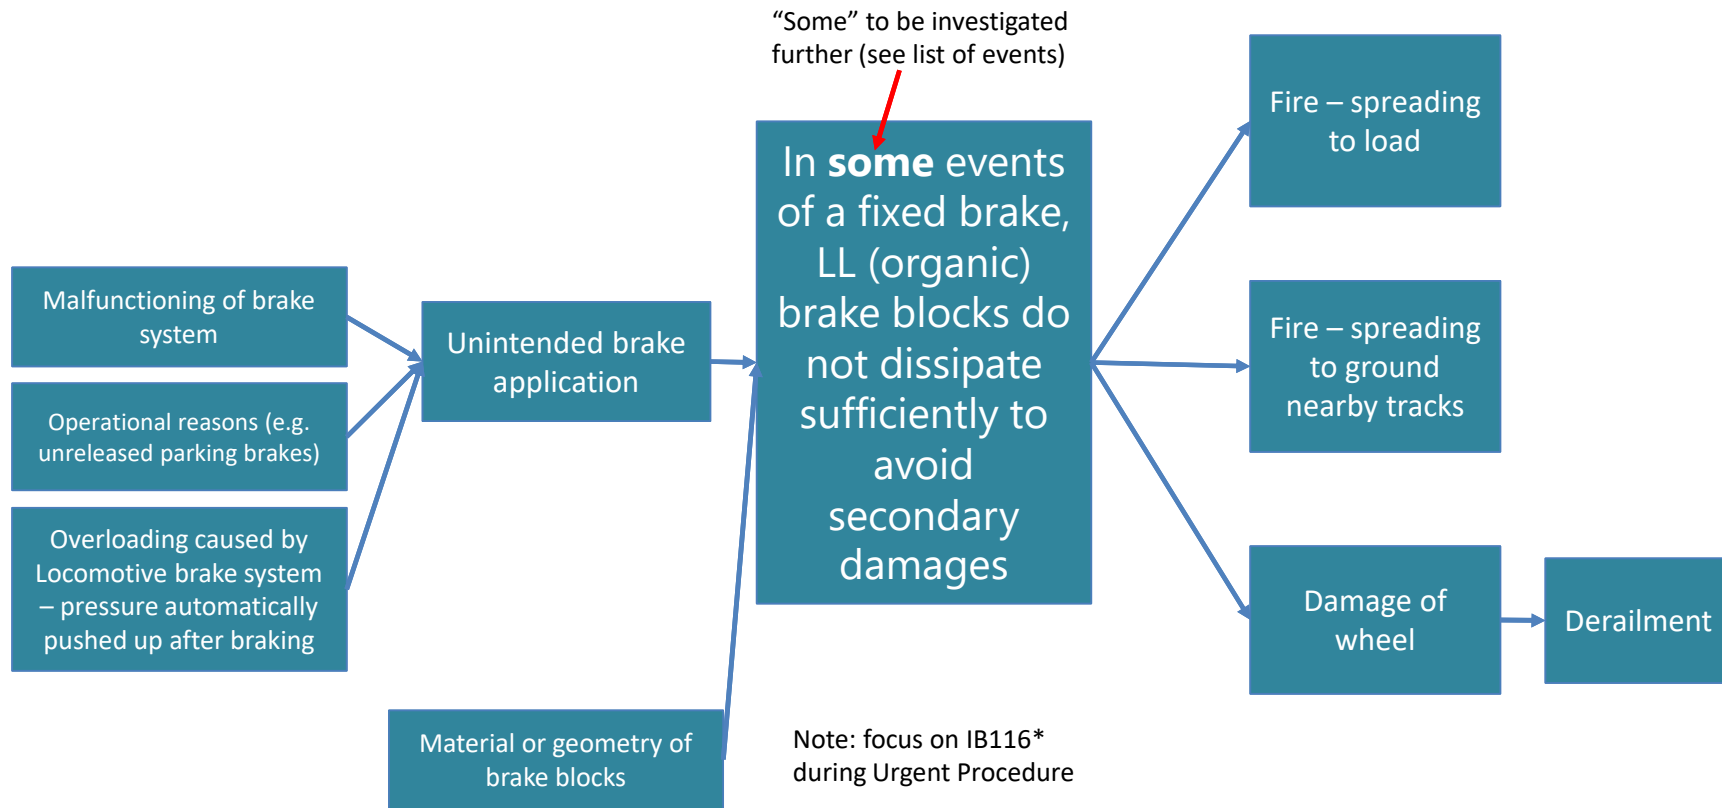 “Some” to be investigated
further (see list of events)
Malfunctioning of brake
system
Operational reasons (e.g.
unreleased parking brakes)
Overloading caused by
Locomotive brake system
– pressure automatically
pushed up after braking
Unintended brake
application
Material or geometry of
brake blocks
In some events
of a fixed brake,
LL (organic)
brake blocks do
not dissipate
sufficiently to
avoid
secondary
damages
Note: focus on IB116*
during Urgent Procedure
Fire – spreading
to load
Fire – spreading
to ground
nearby tracks
Damage of
wheel
Derailment